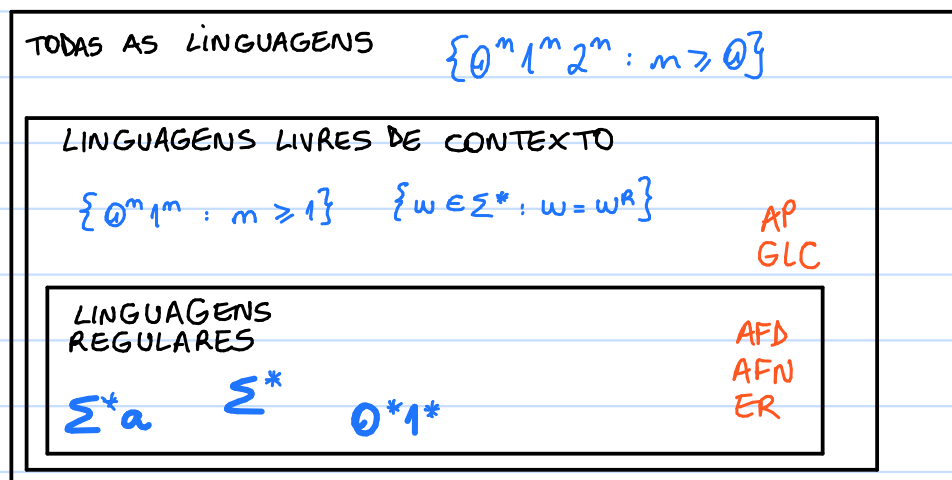 TODAS AS LINGUAGENS {0ⁿ1ⁿ2ⁿ : n ≥ 0}
LINGUAGENS LIVRES DE CONTEXTO
{0ⁿ1ⁿ : n ≥ 1} {w ∈ Σ* : w = wᴿ}
AP
GLC
LINGUAGENS
REGULARES
AFD
AFN
ER
Σ*a Σ* 0*1*